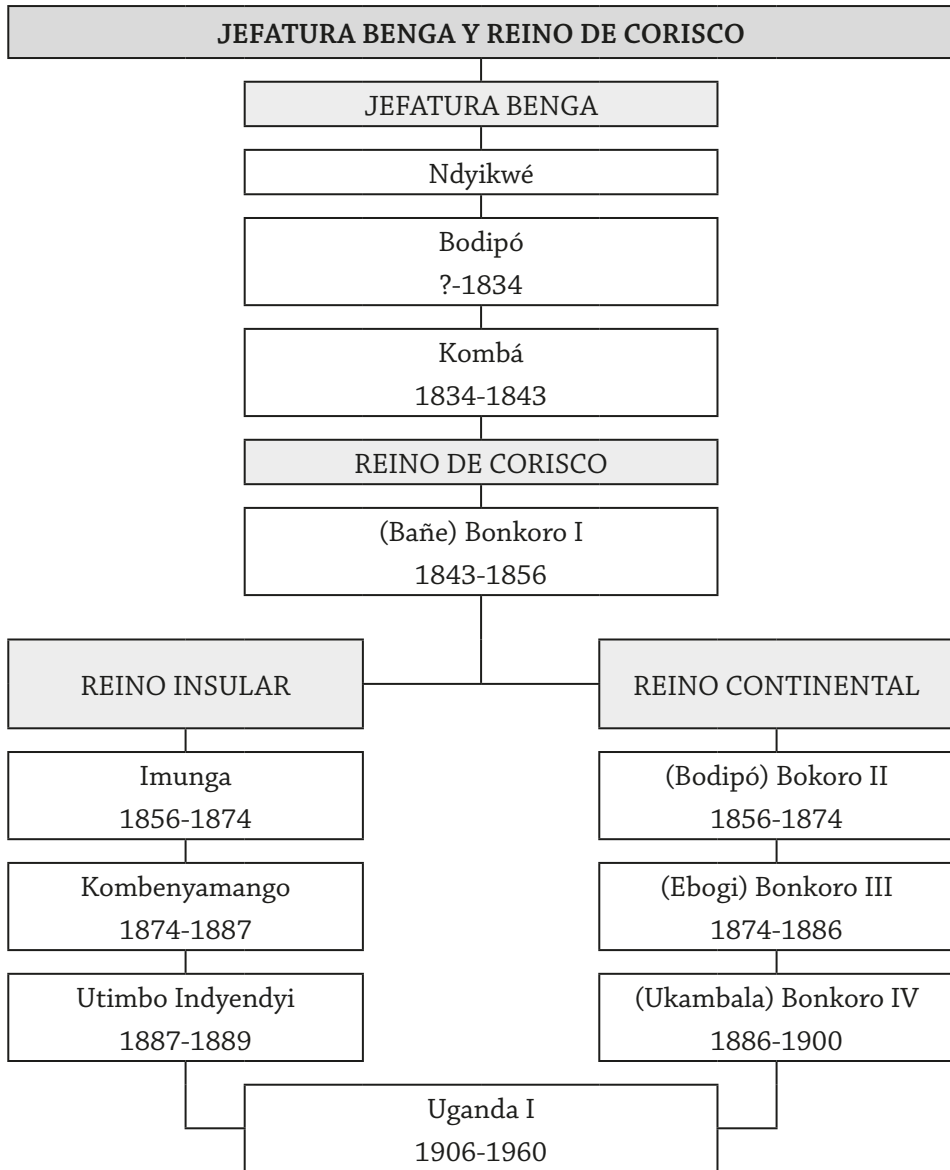 JEFATURA BENGA Y REINO DE CORISCO
JEFATURA BENGA
Ndyikwé
Bodipó
?-1834
Kombá
1834-1843
REINO DE CORISCO
(Bañe) Bonkoro I
1843-1856
REINO INSULAR
Imunga
1856-1874
Kombenyamango
1874-1887
Utimbo Indyendyi
1887-1889
REINO CONTINENTAL
(Bodipó) Bokoro II
1856-1874
(Ebogi) Bonkoro III
1874-1886
(Ukambala) Bonkoro IV
1886-1900
Uganda I
1906-1960